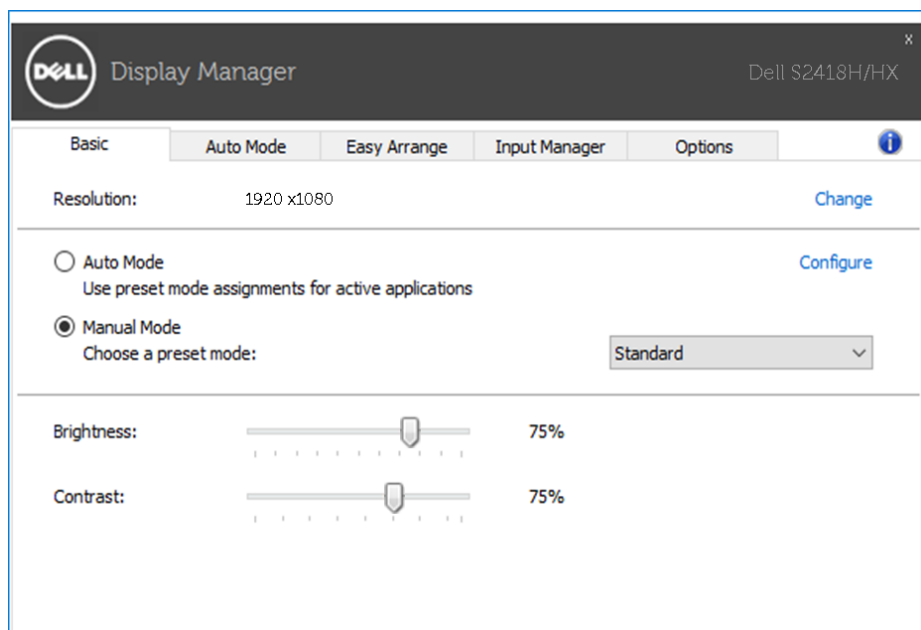 DELL Display Manager
x
Dell S2418H/HX
Basic Auto Mode Easy Arrange Input Manager Options i
Resolution: 1920 x1080 Change
Auto Mode Configure
Use preset mode assignments for active applications
Manual Mode
Choose a preset mode: Standard
Brightness: 75%
Contrast: 75%